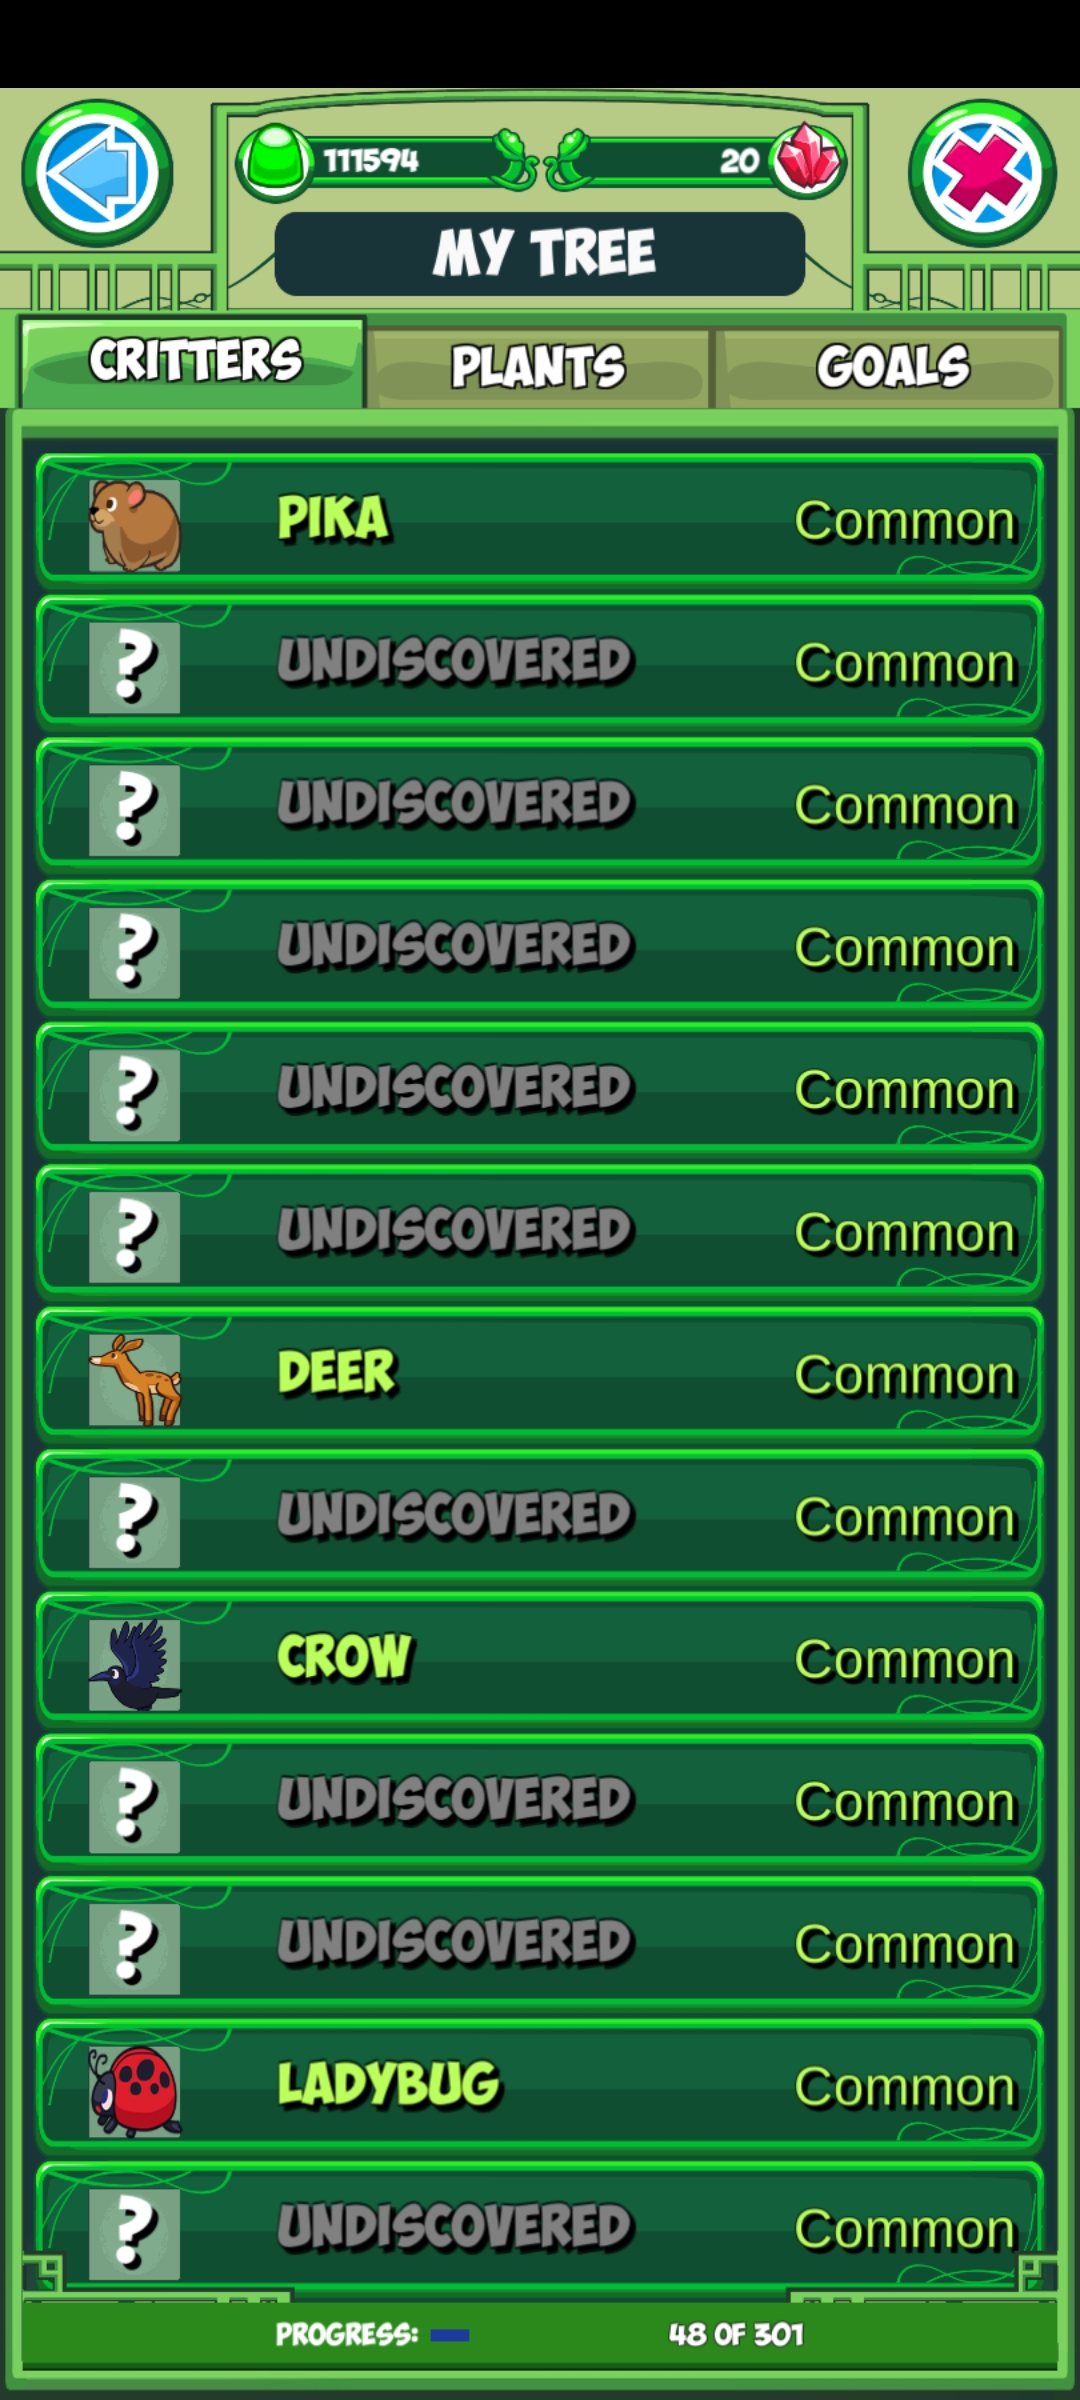 111594
20
MY TREE
CRITTERS
PLANTS
GOALS
PIKA Common
? UNDISCOVERED Common
? UNDISCOVERED Common
? UNDISCOVERED Common
? UNDISCOVERED Common
? UNDISCOVERED Common
DEER Common
? UNDISCOVERED Common
CROW Common
? UNDISCOVERED Common
? UNDISCOVERED Common
LADYBUG Common
? UNDISCOVERED Common
PROGRESS: 48 OF 301